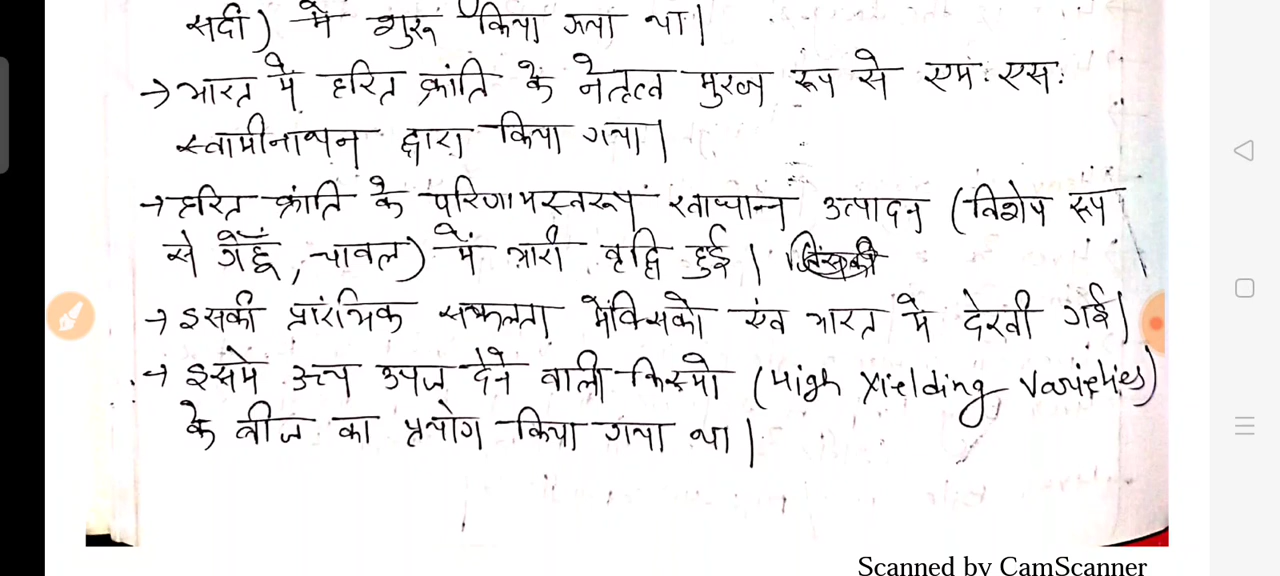 सदी) में शुरू किया गया था।
→ भारत में हरित क्रांति के नेतृत्व मुख्य रूप से एम. एस.
स्वामीनाथन द्वारा किया गया।
→ हरित क्रांति के परिणामस्वरूप खाद्यान्न उत्पादन (विशेष रूप
से गेहूँ, चावल) में भारी वृद्धि हुई।
→ इसकी प्रारंभिक सफलता मेक्सिको एंव भारत में देखी गई।
→ इसमे उच्च उपज देने वाली किस्मो (High Yielding Varieties)
के बीज का प्रयोग किया गया था।
Scanned by CamScanner